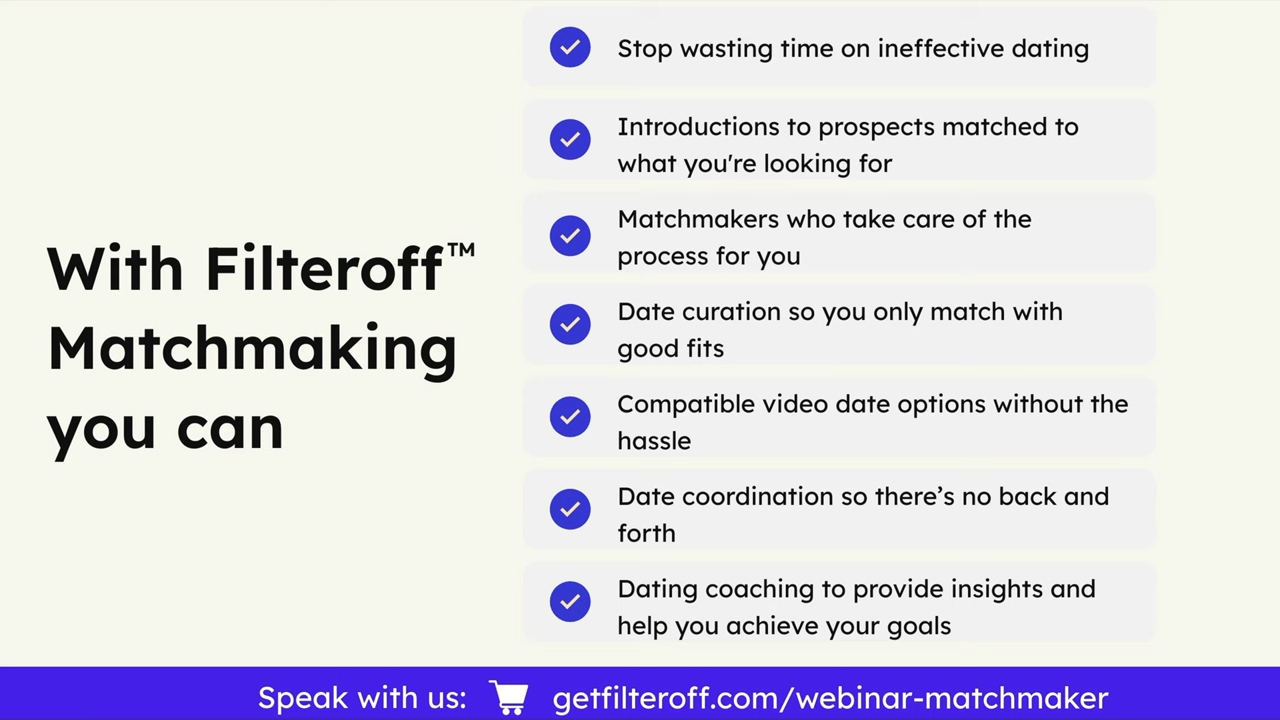 With Filteroff™
Matchmaking
you can
Stop wasting time on ineffective dating
Introductions to prospects matched to
what you're looking for
Matchmakers who take care of the
process for you
Date curation so you only match with
good fits
Compatible video date options without the
hassle
Date coordination so there’s no back and
forth
Dating coaching to provide insights and
help you achieve your goals
Speak with us: getfilteroff.com/webinar-matchmaker